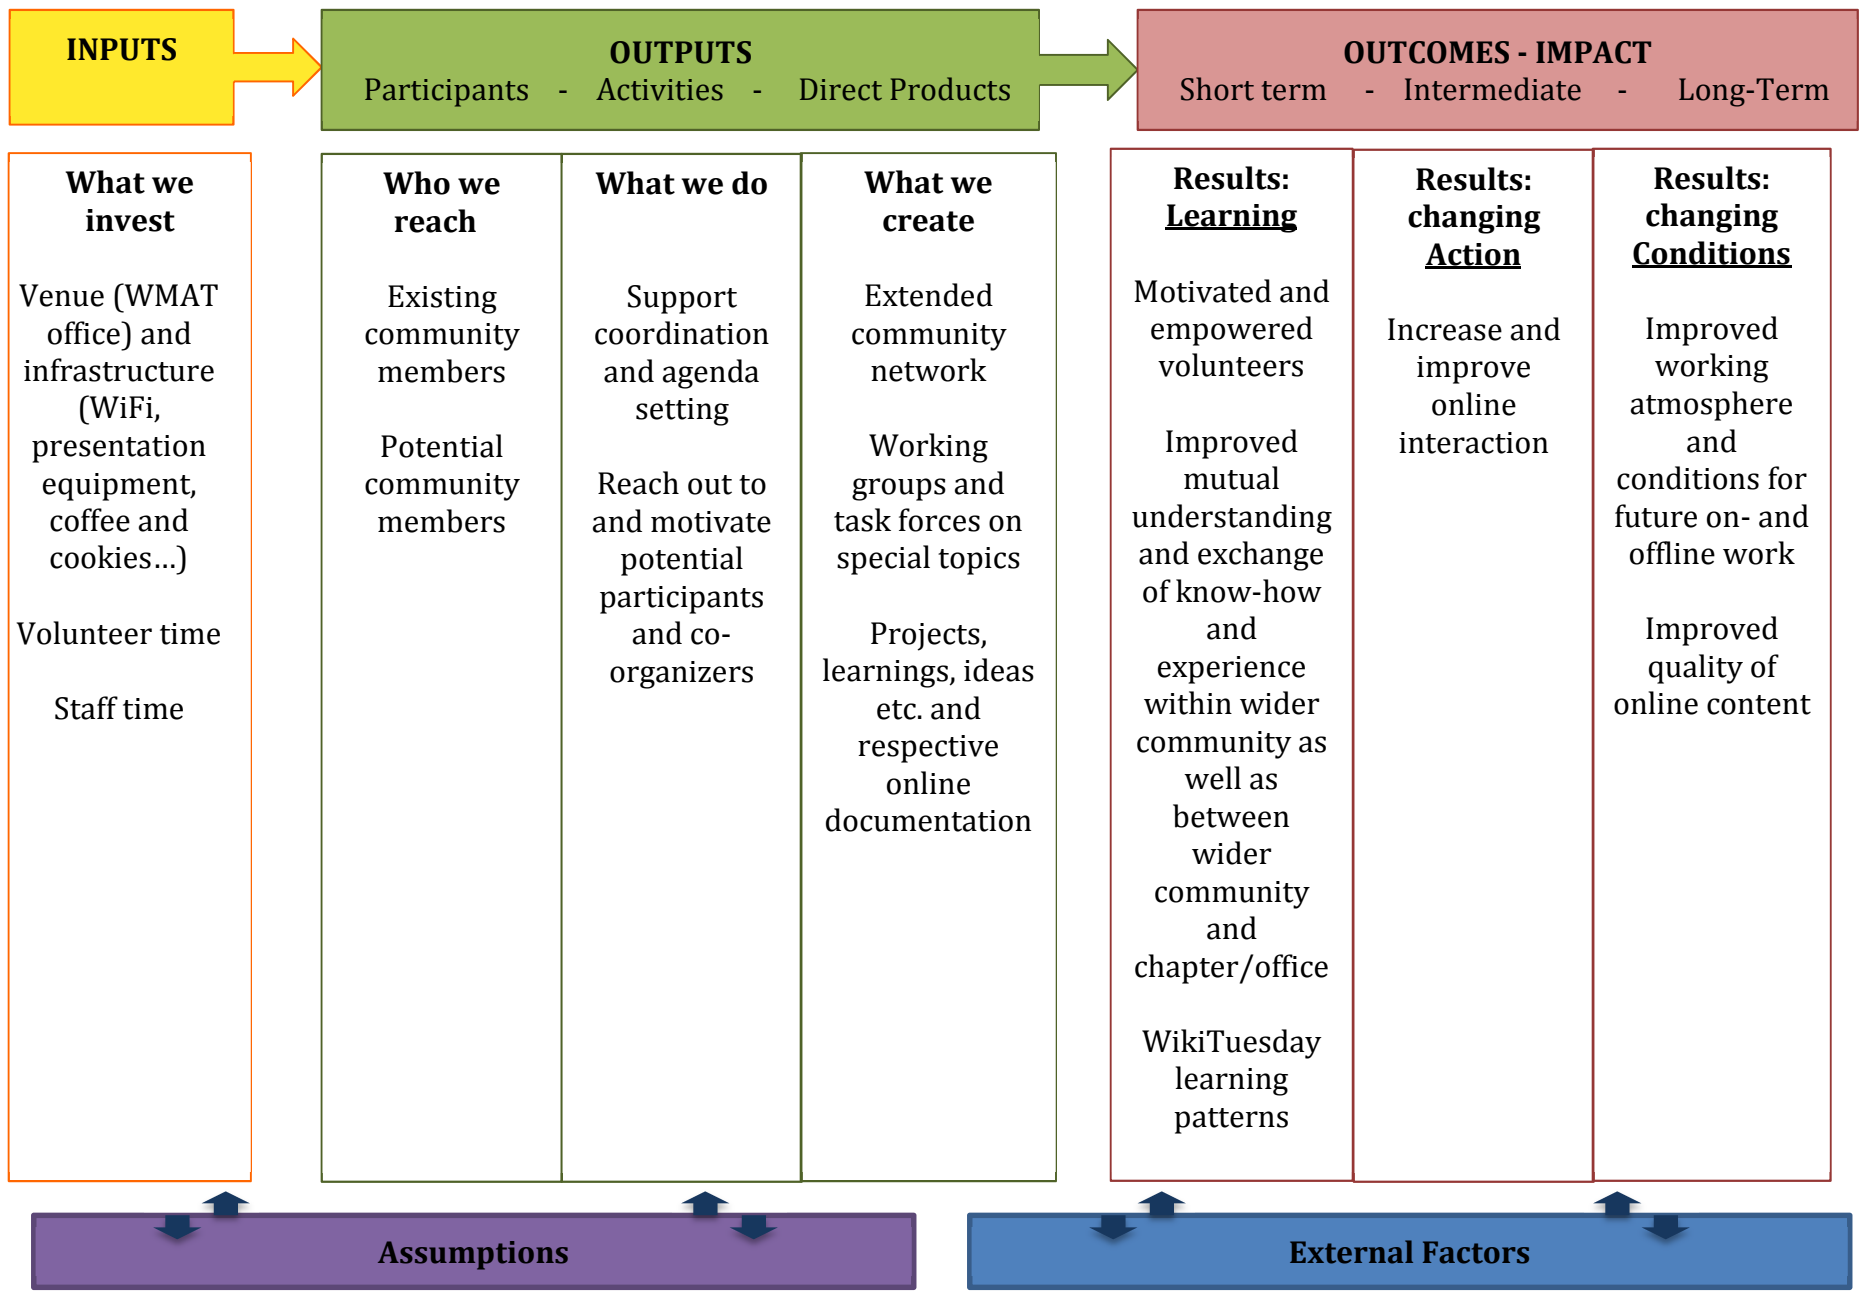 INPUTS
OUTPUTS
Participants - Activities - Direct Products
OUTCOMES - IMPACT
Short term - Intermediate - Long-Term
What we
invest
Venue (WMAT
office) and
infrastructure
(WiFi,
presentation
equipment,
coffee and
cookies…)
Volunteer time
Staff time
Who we
reach
Existing
community
members
Potential
community
members
What we do
Support
coordination
and agenda
setting
Reach out to
and motivate
potential
participants
and co-
organizers
What we
create
Extended
community
network
Working
groups and
task forces on
special topics
Projects,
learnings, ideas
etc. and
respective
online
documentation
Results:
Learning
Motivated and
empowered
volunteers
Improved
mutual
understanding
and exchange
of know-how
and
experience
within wider
community as
well as
between
wider
community
and
chapter/office
WikiTuesday
learning
patterns
Results:
changing
Action
Increase and
improve
online
interaction
Results:
changing
Conditions
Improved
working
atmosphere
and
conditions for
future on- and
offline work
Improved
quality of
online content
Assumptions
External Factors